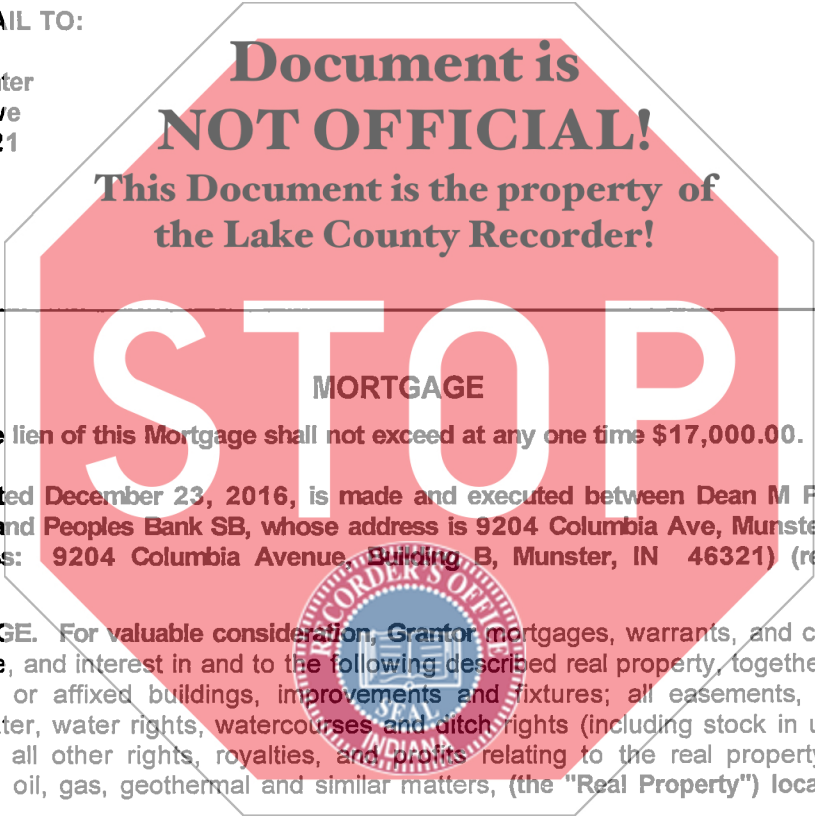 AIL TO:
ter
ve
21
Document is
NOT OFFICIAL!
This Document is the property of
the Lake County Recorder!
STOP
MORTGAGE
e lien of this Mortgage shall not exceed at any one time $17,000.00.
ted December 23, 2016, is made and executed between Dean M P
and Peoples Bank SB, whose address is 9204 Columbia Ave, Munste
s: 9204 Columbia Avenue, Building B, Munster, IN 46321) (re
GE. For valuable consideration, Grantor mortgages, warrants, and c
e, and interest in and to the following described real property, togethe
or affixed buildings, improvements and fixtures; all easements,
ter, water rights, watercourses and ditch rights (including stock in u
all other rights, royalties, and profits relating to the real property
oil, gas, geothermal and similar matters, (the "Real Property") loca
RECORDER'S OFFICE
SEAL
INDIANA